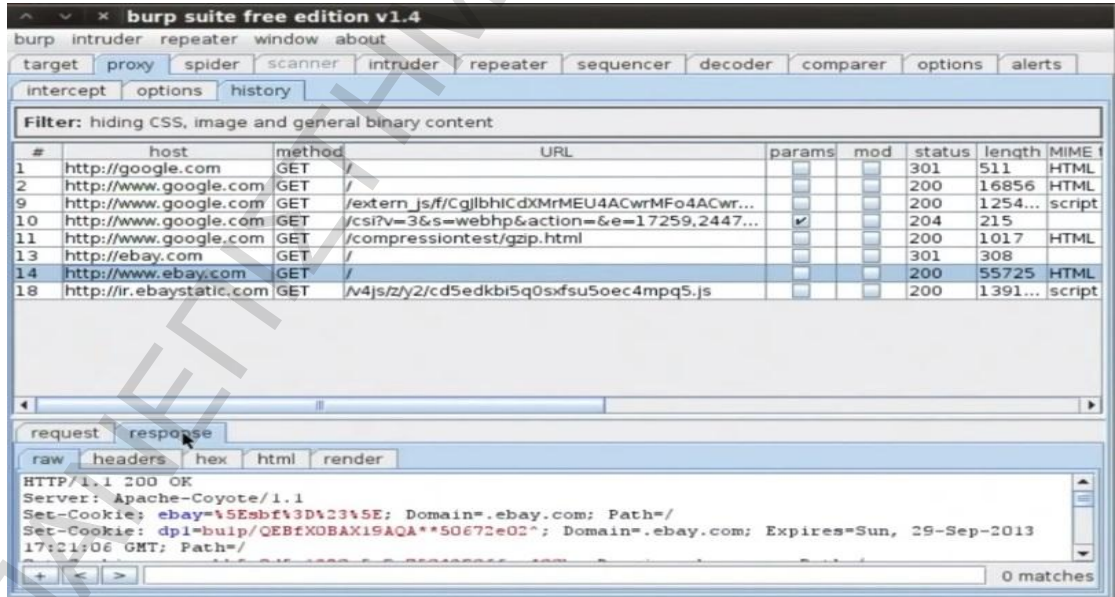 burp suite free edition v1.4
burp intruder repeater window about
target proxy spider scanner intruder repeater sequencer decoder comparer options alerts
intercept options history
Filter: hiding CSS, image and general binary content
# host method URL params mod status length MIME t
1 http://google.com GET / 301 511 HTML
2 http://www.google.com GET / 200 16856 HTML
9 http://www.google.com GET 200 1254... script
10 http://www.google.com GET /csi?v=3&s=webhp&action=&e=17259,2447... 204 215
11 http://www.google.com GET /compressiontest/gzip.html 200 1017 HTML
13 http://ebay.com GET / 301 308
14 http://www.ebay.com GET / 200 55725 HTML
18 http://ir.ebaystatic.com GET /v4js/z/y2/cd5edkbi5q0sxfsu5oec4mpq5.js 200 1391... script
request response
raw headers hex html render
HTTP/1.1 200 OK
Server: Apache-Coyote/1.1
Set-Cookie: ebay=%5Esbf%3D%23%5E; Domain=.ebay.com; Path=/
Set-Cookie: Domain=.ebay.com; Expires=Sun, 29-Sep-2013
17:21:06 GMT; Path=/
+ < > 0 matches